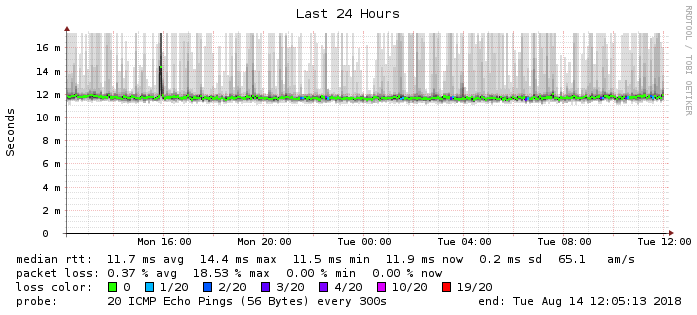 Last 24 Hours
RRDTOOL / TOBI OETIKER
Seconds
16 m
14 m
12 m
10 m
8 m
6 m
4 m
2 m
0
Mon 16:00 Mon 20:00 Tue 00:00 Tue 04:00 Tue 08:00 Tue 12:00
median rtt: 11.7 ms avg 14.4 ms max 11.5 ms min 11.9 ms now 0.2 ms sd 65.1 am/s
packet loss: 0.37 % avg 18.53 % max 0.00 % min 0.00 % now
loss color: 0 1/20 2/20 3/20 4/20 10/20 19/20
probe: 20 ICMP Echo Pings (56 Bytes) every 300s end: Tue Aug 14 12:05:13 2018